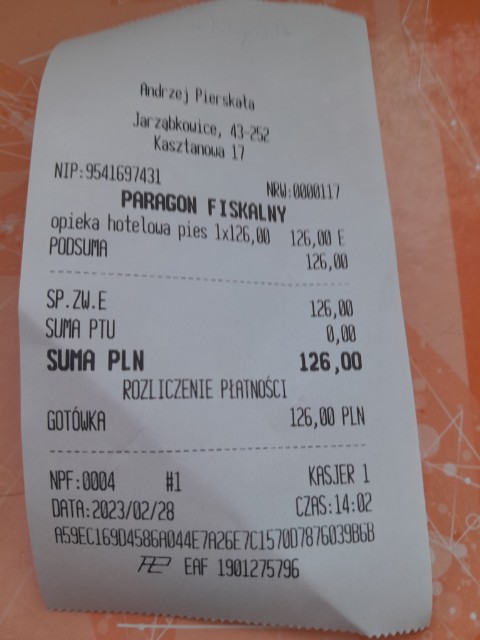 Andrzej Pierskała
Jarząbkowice, 43-252
Kasztanowa 17
NIP:9541697431
NRW:0000117
PARAGON FISKALNY
opieka hotelowa pies 1x126,00 126,00 E
PODSUMA 126,00
SP.ZW.E 126,00
SUMA PTU 0,00
SUMA PLN 126,00
ROZLICZENIE PŁATNOŚCI
GOTÓWKA 126,00 PLN
NPF:0004 #1 KASJER 1
DATA:2023/02/28 CZAS:14:02
A59EC169D4586A044E7A26E7C1570D7876039B6B
EAF 1901275796